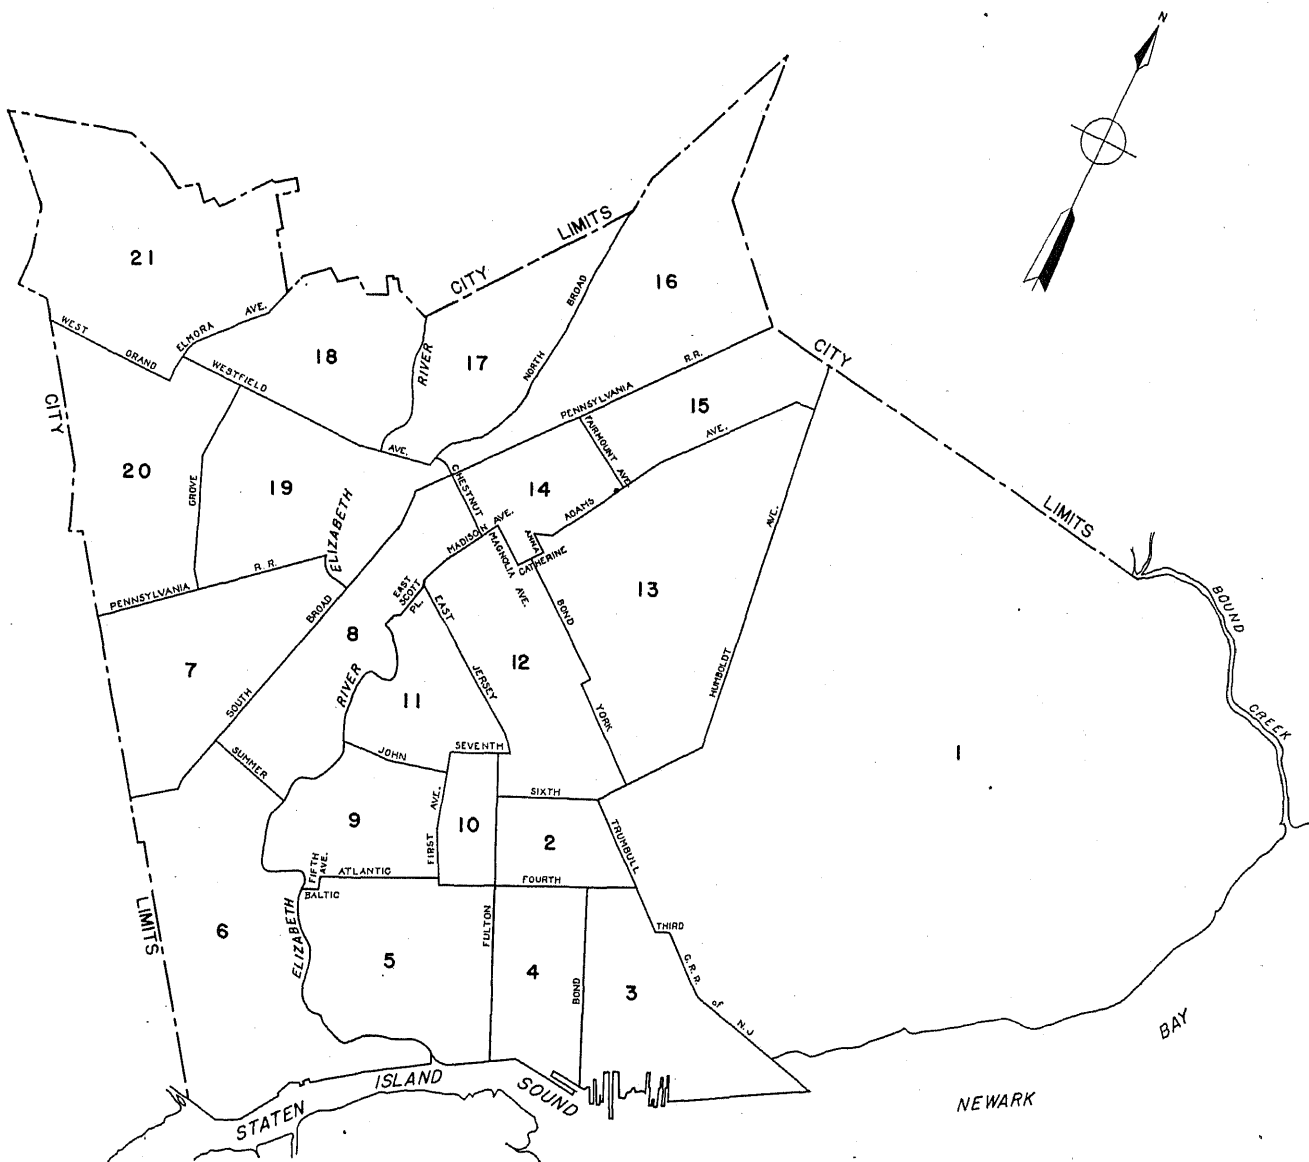 N
LIMITS
CITY
BROAD
NORTH
RIVER
16
17
21
WEST
GRAND
ELMORA AVE.
18
WESTFIELD AVE.
CITY
LIMITS
PENNSYLVANIA R.R.
15
FAIRMOUNT AVE.
ADAMS AVE.
CITY
20
GROVE
19
ELIZABETH
CHESTNUT
14
MADISON AVE.
MAGNOLIA AVE.
ANNA
CATHERINE
HUMBOLDT AVE.
13
BOUND
CREEK
PENNSYLVANIA R. R.
EAST
SCOTT
PL.
SOUTH BROAD
8
7
RIVER
EAST JERSEY
12
BOND
YORK
11
1
SUMMER
JOHN
SEVENTH
SIXTH
FIRST AVE.
10
9
2
TRUMBULL
FIFTH
AVE.
ATLANTIC
BALTIC
FOURTH
THIRD
LIMITS
6
ELIZABETH
5
FULTON
4
BOND
3
C.R.R. of N.J
STATEN ISLAND SOUND
NEWARK BAY